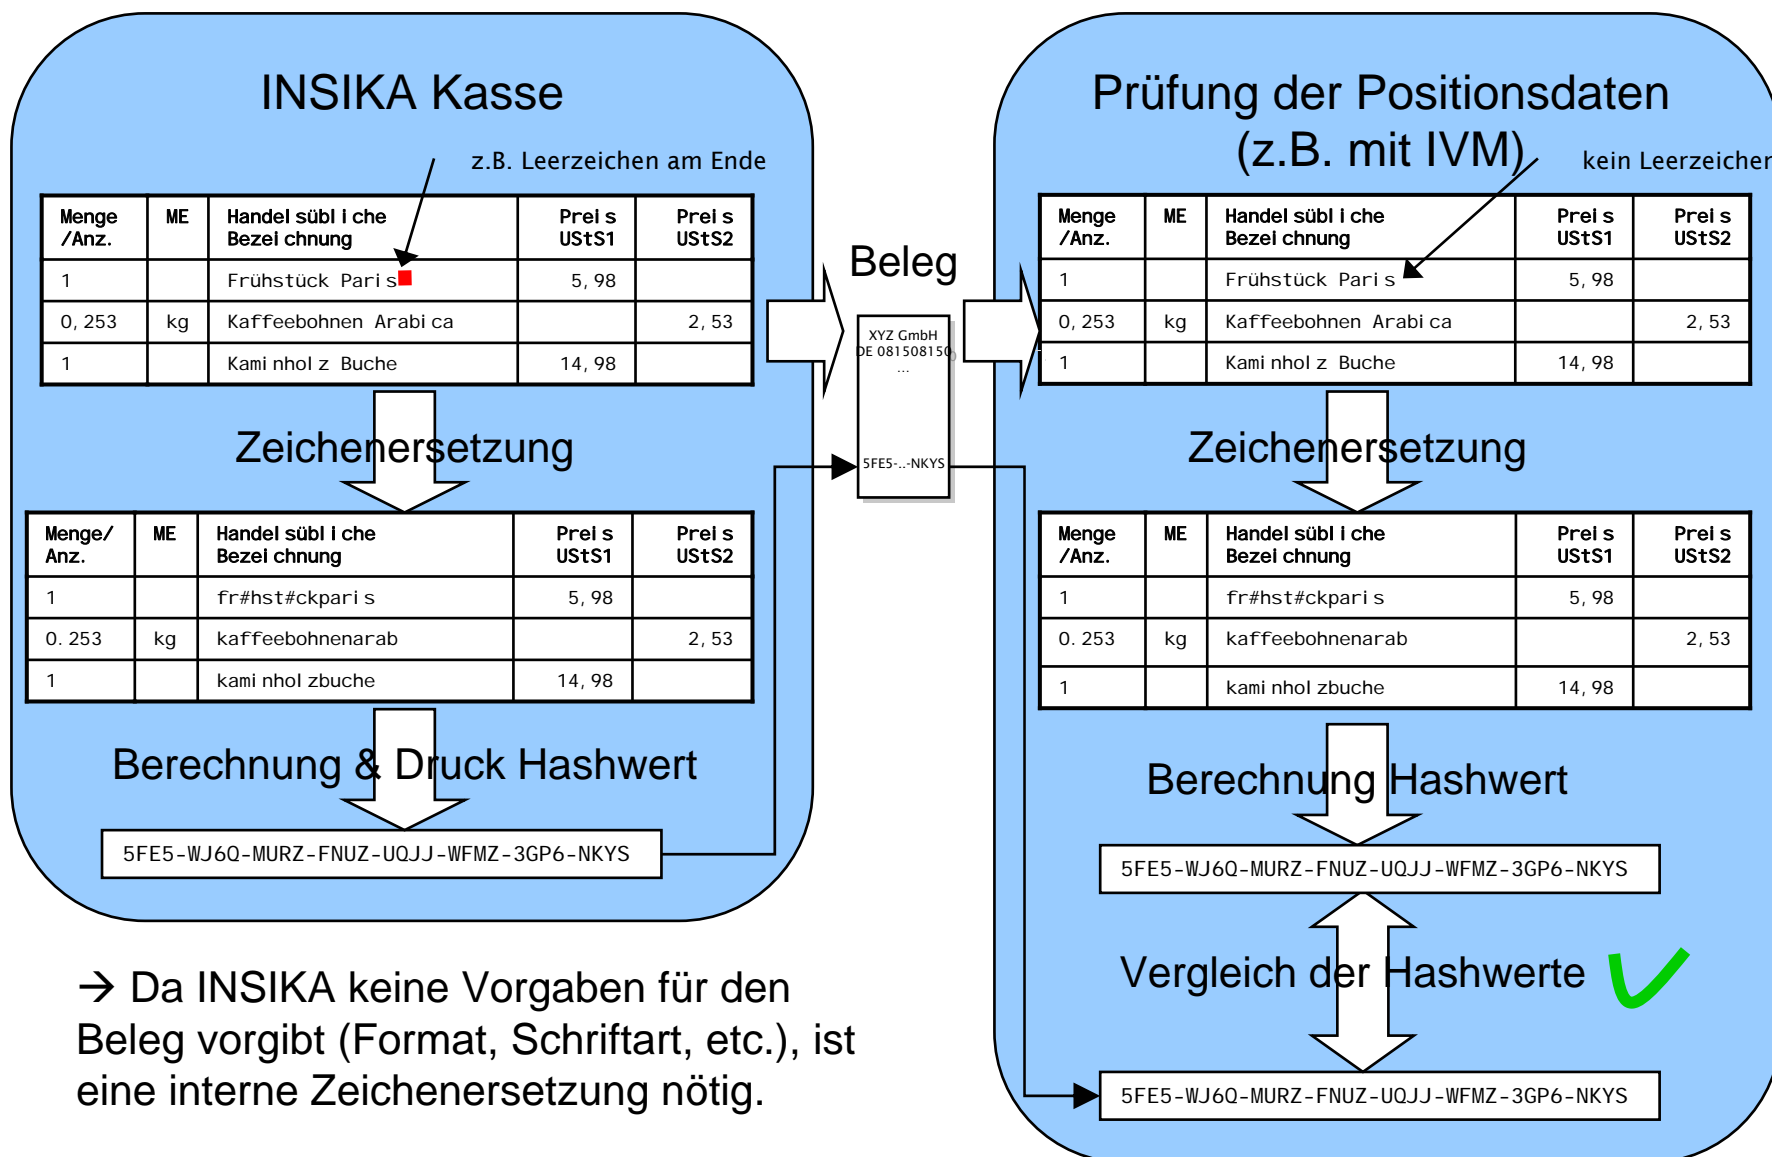 INSIKA Kasse
z.B. Leerzeichen am Ende
Menge /Anz. ME Handelsübliche Bezeichnung Preis UStS1 Preis UStS2
1 Frühstück Paris 5,98
0,253 kg Kaffeebohnen Arabica 2,53
1 Kaminholz Buche 14,98
Zeichenersetzung
Menge/ Anz. ME Handelsübliche Bezeichnung Preis UStS1 Preis UStS2
1 fr#hst#ckparis 5,98
0.253 kg kaffeebohnenarab 2,53
1 kaminholzbuche 14,98
Berechnung & Druck Hashwert
5FE5-WJ6Q-MURZ-FNUZ-UQJJ-WFMZ-3GP6-NKYS
Beleg
XYZ GmbH
DE 081508150
...
5FE5-..-NKYS
Prüfung der Positionsdaten
(z.B. mit IVM)
kein Leerzeichen
Menge /Anz. ME Handelsübliche Bezeichnung Preis UStS1 Preis UStS2
1 Frühstück Paris 5,98
0,253 kg Kaffeebohnen Arabica 2,53
1 Kaminholz Buche 14,98
Zeichenersetzung
Menge /Anz. ME Handelsübliche Bezeichnung Preis UStS1 Preis UStS2
1 fr#hst#ckparis 5,98
0.253 kg kaffeebohnenarab 2,53
1 kaminholzbuche 14,98
Berechnung Hashwert
5FE5-WJ6Q-MURZ-FNUZ-UQJJ-WFMZ-3GP6-NKYS
Vergleich der Hashwerte
5FE5-WJ6Q-MURZ-FNUZ-UQJJ-WFMZ-3GP6-NKYS
→ Da INSIKA keine Vorgaben für den
Beleg vorgibt (Format, Schriftart, etc.), ist
eine interne Zeichenersetzung nötig.